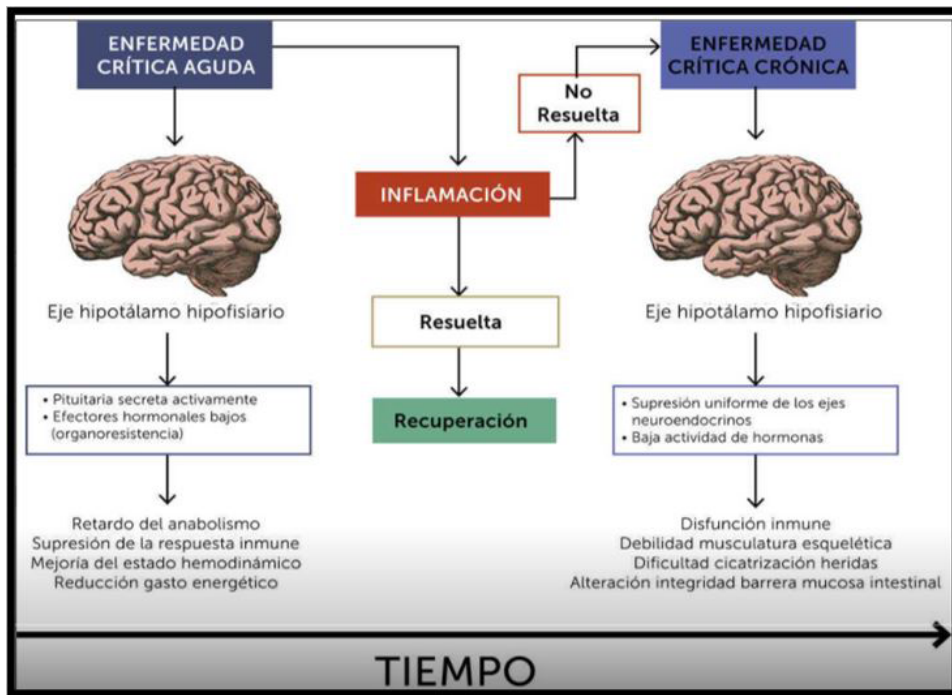 ENFERMEDAD
CRÍTICA AGUDA
ENFERMEDAD
CRÍTICA CRÓNICA
No
Resuelta
INFLAMACIÓN
Eje hipotálamo hipofisiario
Resuelta
Eje hipotálamo hipofisiario
• Pituitaria secreta activamente
• Efectores hormonales bajos
(organoresistencia)
Recuperación
• Supresión uniforme de los ejes
neuroendocrinos
• Baja actividad de hormonas
Retardo del anabolismo
Supresión de la respuesta inmune
Mejoría del estado hemodinámico
Reducción gasto energético
Disfunción inmune
Debilidad musculatura esquelética
Dificultad cicatrización heridas
Alteración integridad barrera mucosa intestinal
TIEMPO